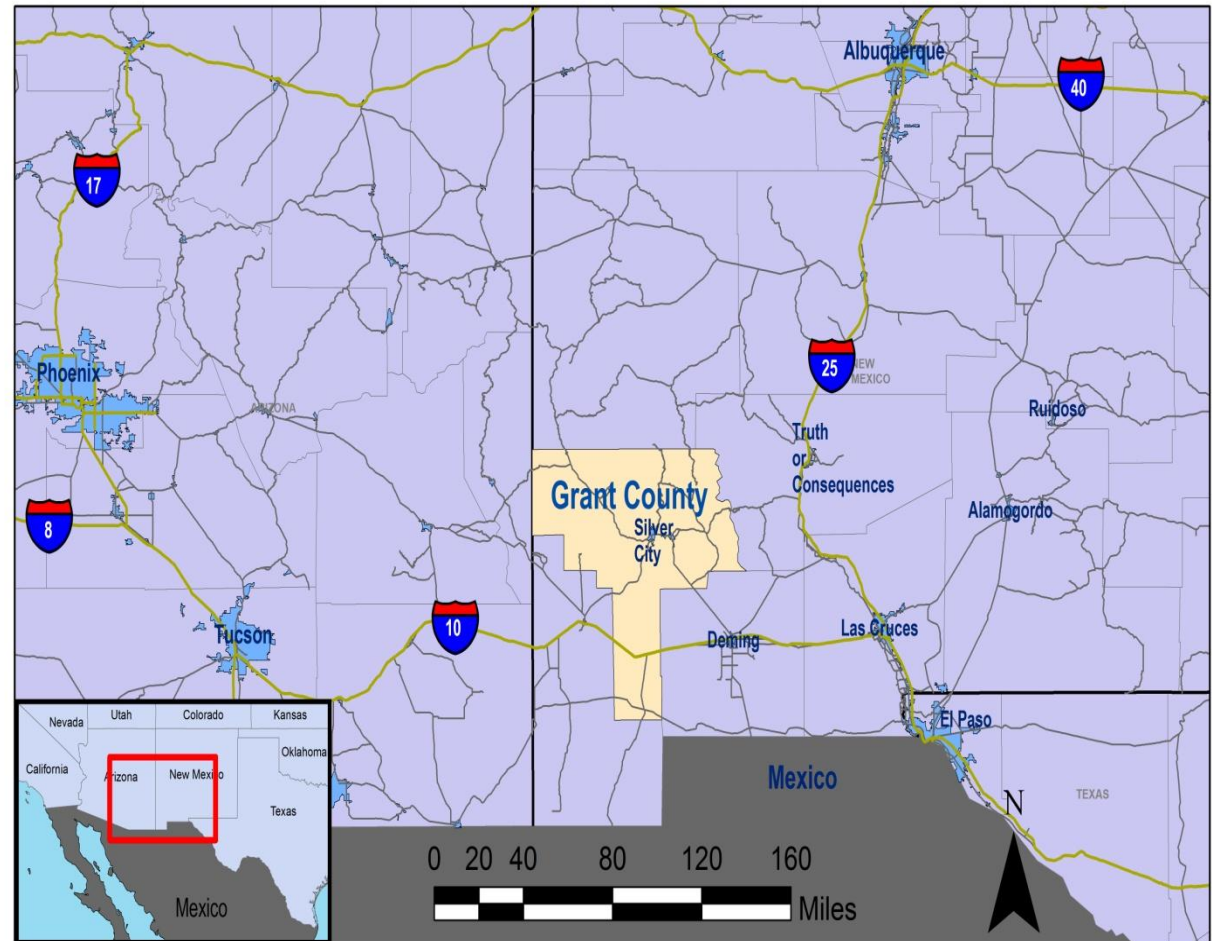 Albuquerque
40
17
Phoenix
ARIZONA
25
NEW
MEXICO
Ruidoso
Truth
or
Consequences
Grant County
Silver
City
Alamogordo
8
10
Tucson
Deming
Las Cruces
El Paso
Mexico
TEXAS
N
Nevada
Utah
Colorado
Kansas
California
Arizona
New Mexico
Oklahoma
Texas
Mexico
0 20 40 80 120 160
Miles